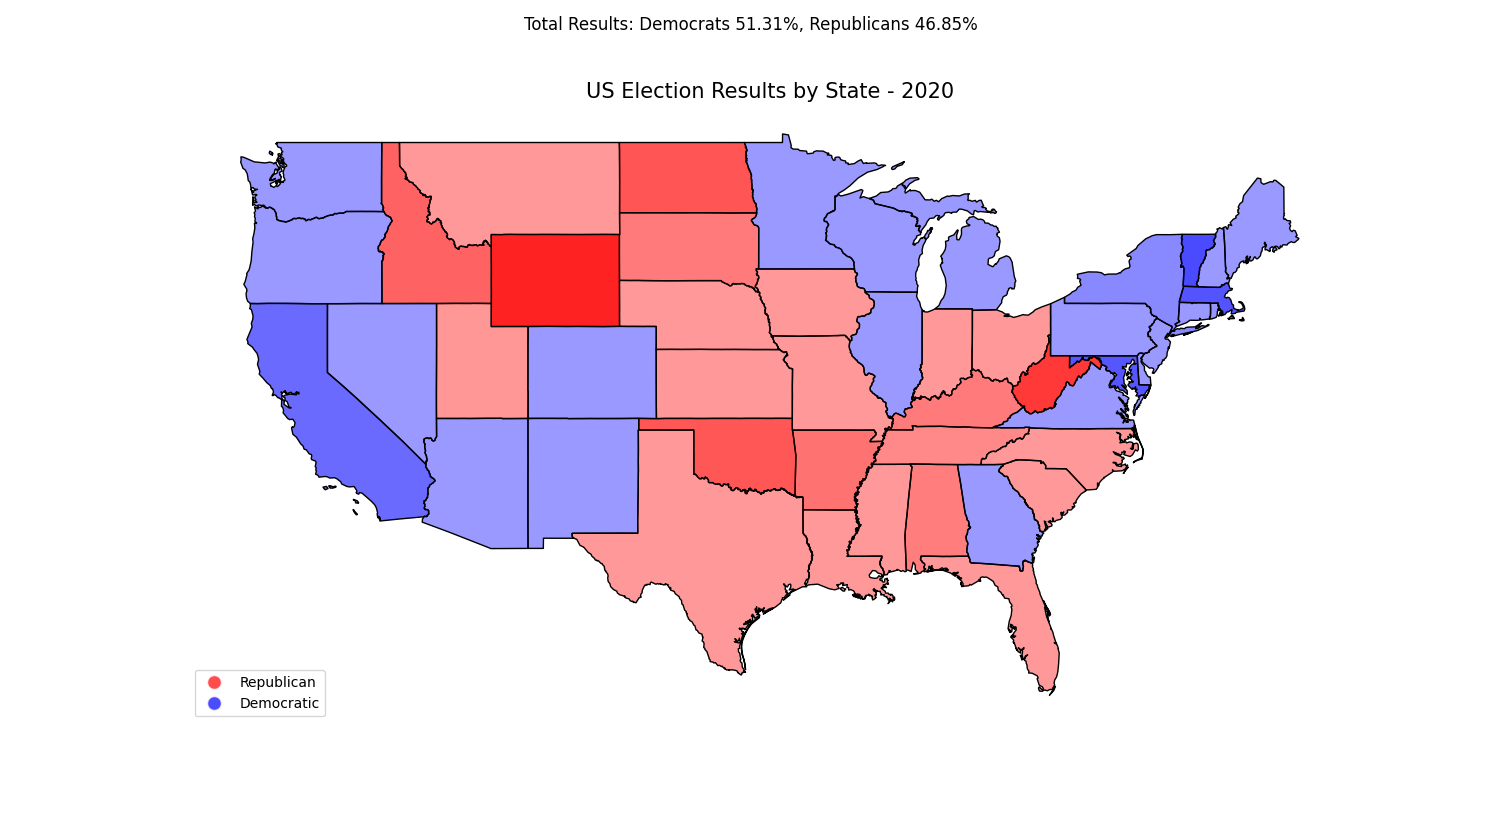 Total Results: Democrats 51.31%, Republicans 46.85%
US Election Results by State - 2020
Republican
Democratic